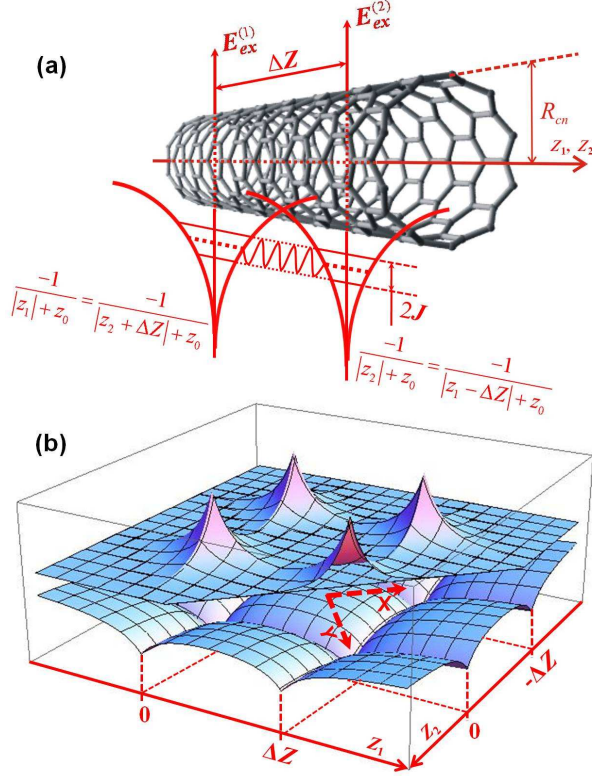 (a)
E_ex^(1)
E_ex^(2)
ΔZ
R_cn
z_1, z_2
-1/(|z_1| + z_0) = -1/(|z_2 + ΔZ| + z_0)
2J
-1/(|z_2| + z_0) = -1/(|z_1 - ΔZ| + z_0)
(b)
X
Y
0
ΔZ
Z_1
Z_2
0
-ΔZ